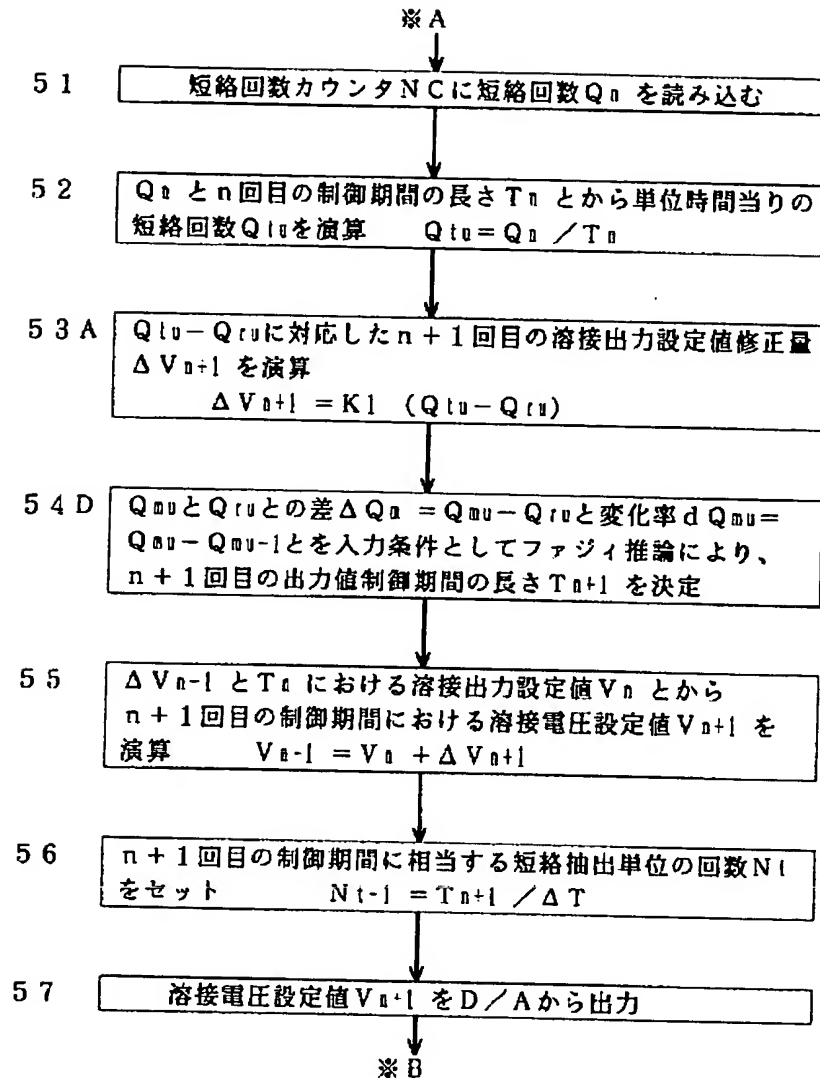 ※A
51 短絡回数カウンタNCに短絡回数Qn を読み込む
52 Qn とn回目の制御期間の長さTn とから単位時間当りの
短絡回数Qtuを演算 Qtu=Qn /Tn
53A Qtu-Qruに対応したn+1回目の溶接出力設定値修正量
ΔVn+1 を演算
ΔVn+1 =K1 (Qtu-Qru)
54D QmuとQruとの差ΔQm =Qmu-Qruと変化率dQmu=
Qmu-Qmu-1とを入力条件としてファジィ推論により、
n+1回目の出力値制御期間の長さTn+1 を決定
55 ΔVn-1 とTn における溶接出力設定値Vn とから
n+1回目の制御期間における溶接電圧設定値Vn+1 を
演算 Vn-1 =Vn +ΔVn+1
56 n+1回目の制御期間に相当する短絡抽出単位の回数Nt
をセット Nt-1 =Tn+1 /ΔT
57 溶接電圧設定値Vn+1 をD/Aから出力
※B